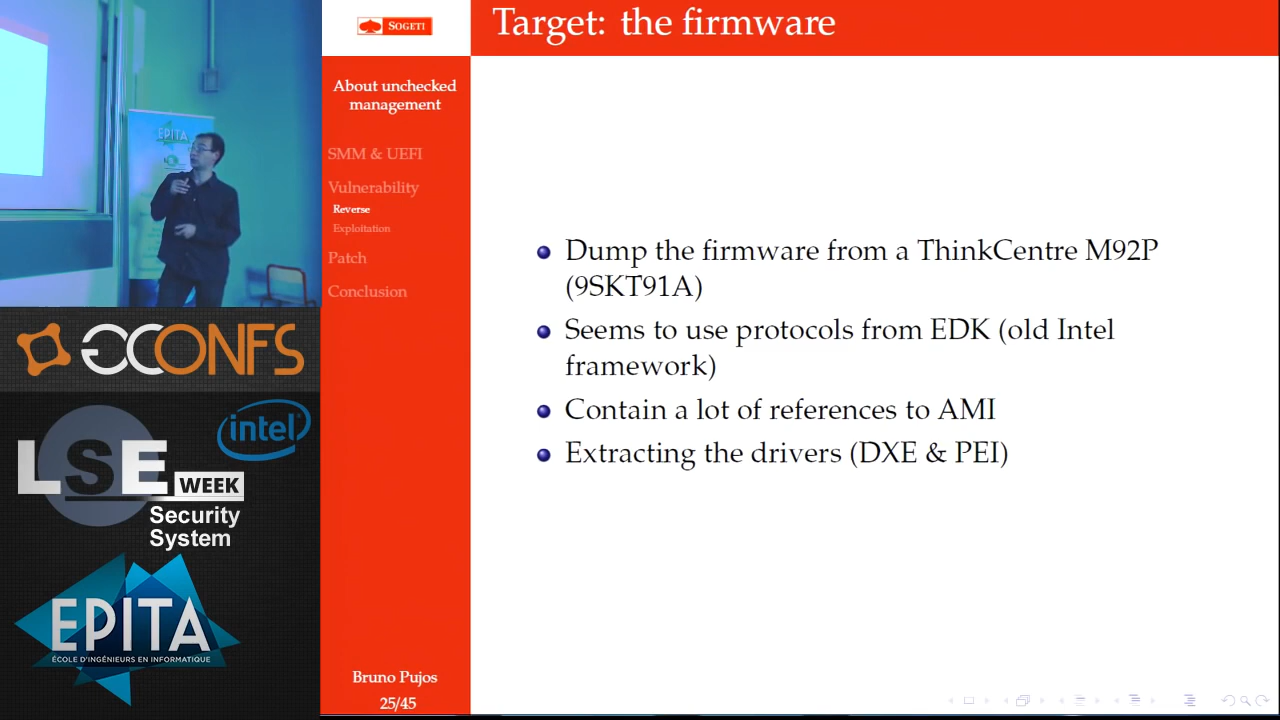 SOGETI
Target: the firmware
About unchecked
management
SMM & UEFI
Vulnerability
Reverse
Exploitation
Patch
Conclusion
Dump the firmware from a ThinkCentre M92P
(9SKT91A)
Seems to use protocols from EDK (old Intel
framework)
Contain a lot of references to AMI
Extracting the drivers (DXE & PEI)
Bruno Pujos
25/45
EPITA
GCONFS
intel
LSE
WEEK
Security
System
EPITA
ÉCOLE D'INGÉNIEURS EN INFORMATIQUE